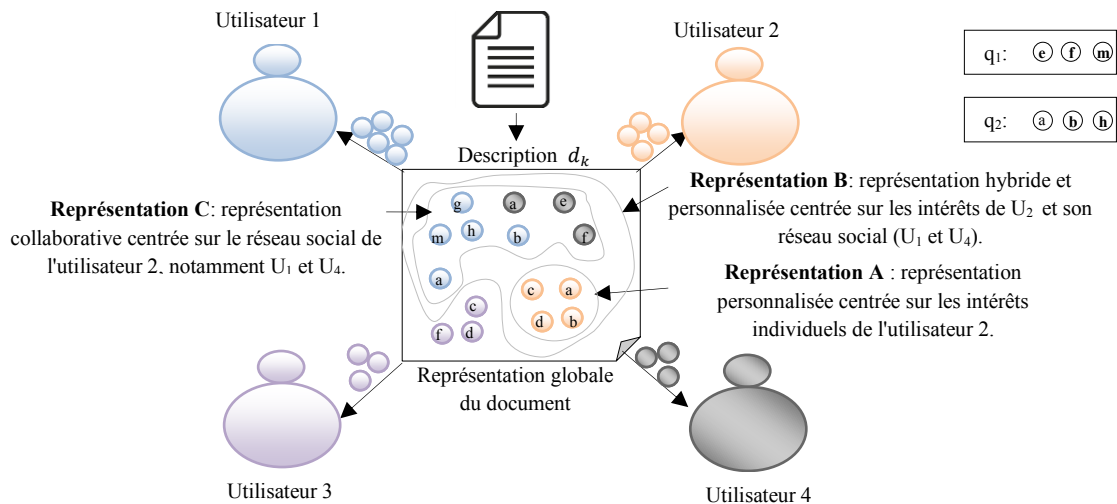 Utilisateur 1
Utilisateur 2
q1: e f m
q2: a b h
Description dk
Représentation C: représentation
collaborative centrée sur le réseau social de
l'utilisateur 2, notamment U1 et U4.
Représentation B: représentation hybride et
personnalisée centrée sur les intérêts de U2 et son
réseau social (U1 et U4).
Représentation A : représentation
personnalisée centrée sur les intérêts
individuels de l'utilisateur 2.
g a e
m h b f
a
c a
d b
c
f d
Représentation globale
du document
Utilisateur 3
Utilisateur 4